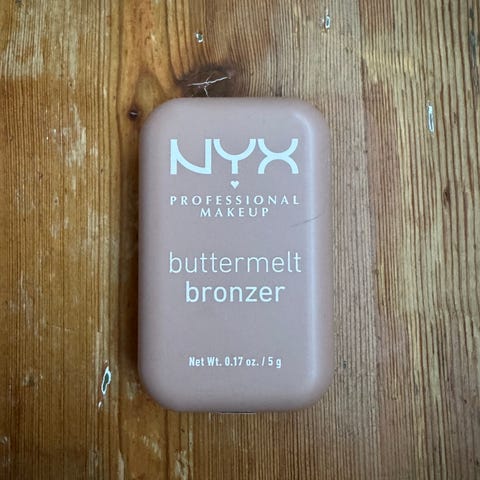 NYX
PROFESSIONAL
MAKEUP
buttermelt
bronzer
Net Wt. 0.17 oz. / 5 g